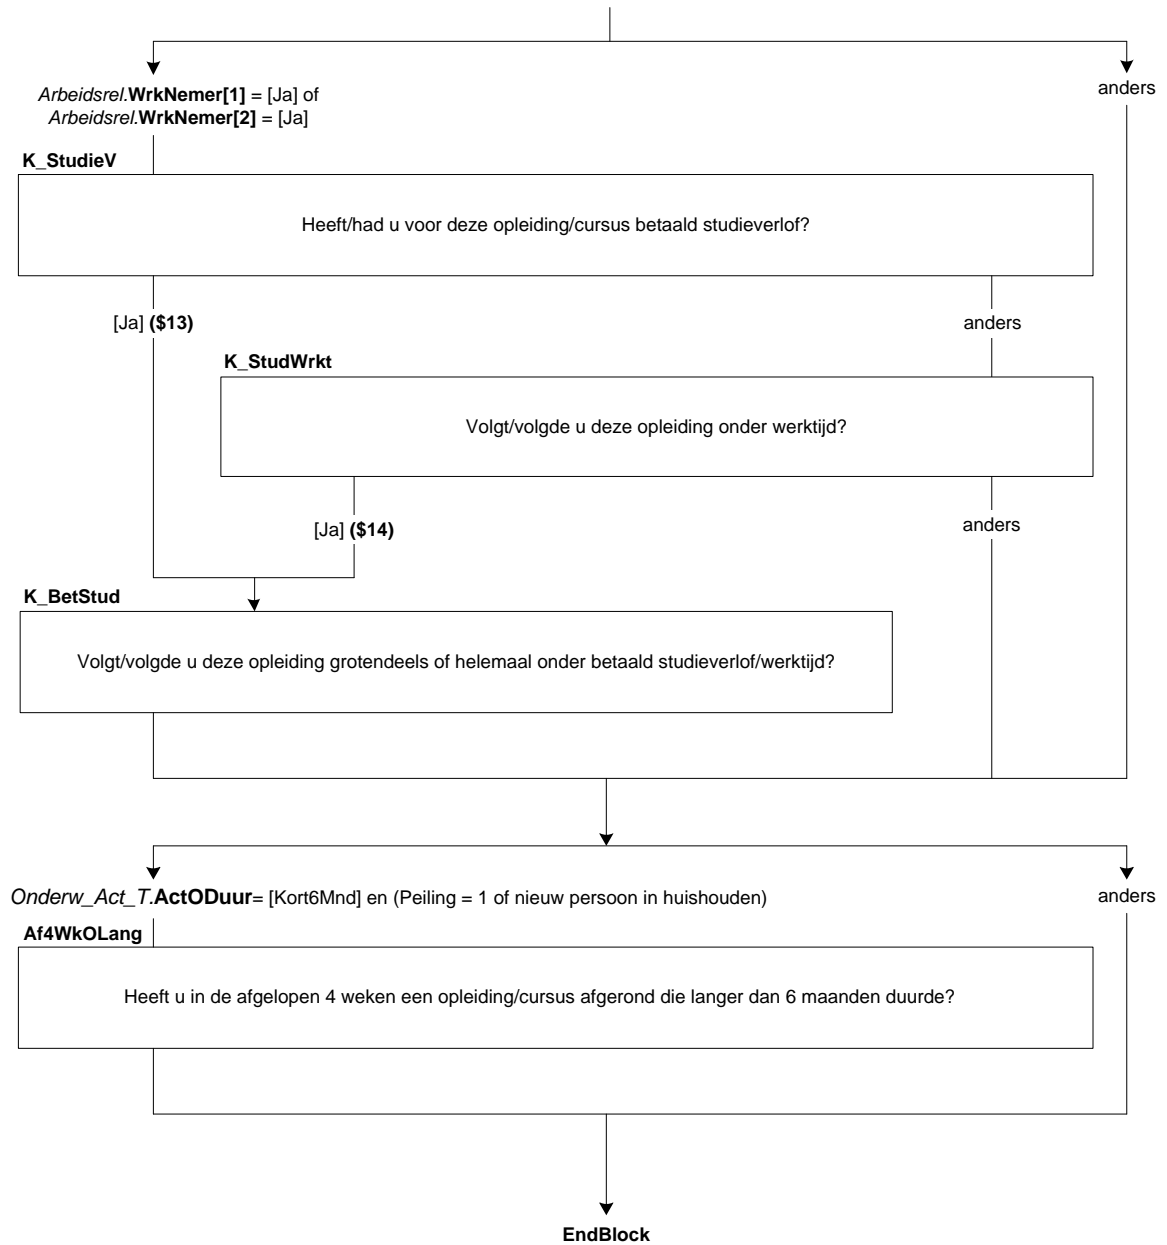 anders
Arbeidsrel.WrkNemer[1] = [Ja] of
Arbeidsrel.WrkNemer[2] = [Ja]
K_StudieV
Heeft/had u voor deze opleiding/cursus betaald studieverlof?
[Ja] ($13)
anders
K_StudWrkt
Volgt/volgde u deze opleiding onder werktijd?
[Ja] ($14)
anders
K_BetStud
Volgt/volgde u deze opleiding grotendeels of helemaal onder betaald studieverlof/werktijd?
Onderw_Act_T.ActODuur= [Kort6Mnd] en (Peiling = 1 of nieuw persoon in huishouden)
anders
Af4WkOLang
Heeft u in de afgelopen 4 weken een opleiding/cursus afgerond die langer dan 6 maanden duurde?
EndBlock